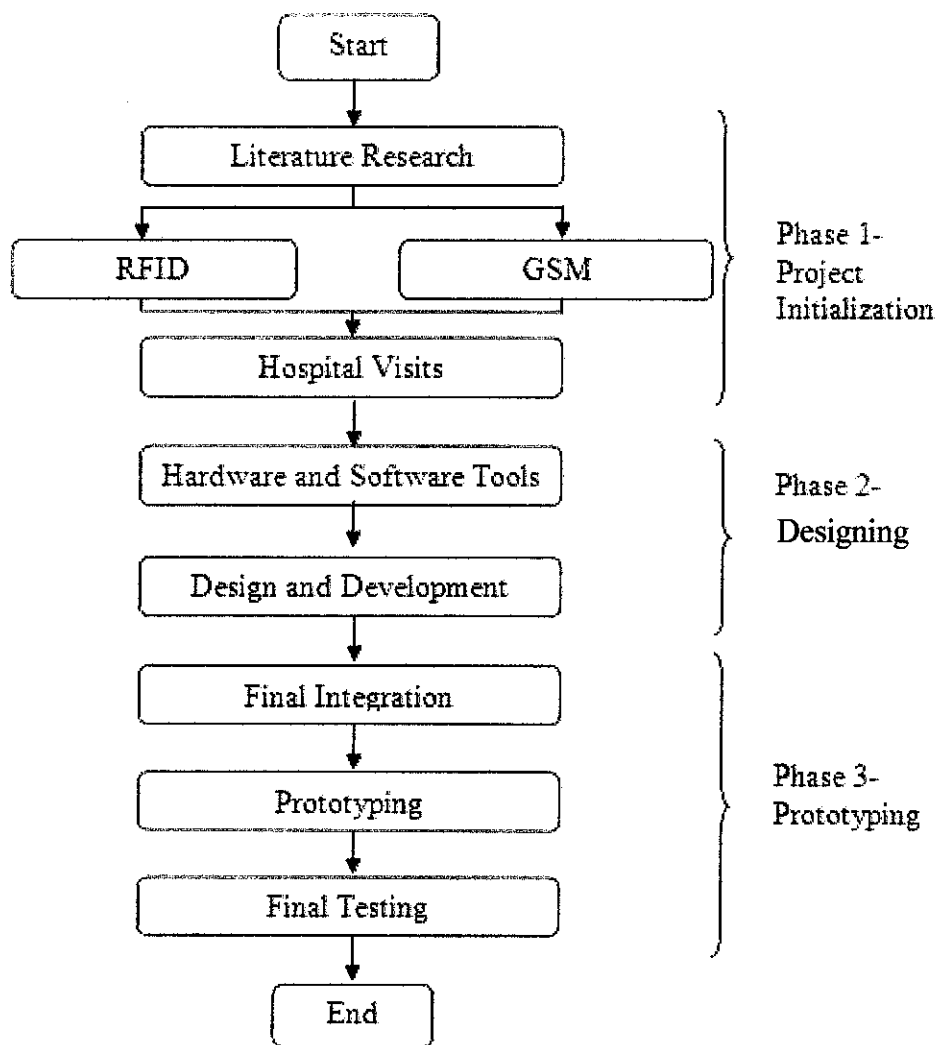 Start
Literature Research
RFID
GSM
Phase 1-
Project
Initialization
Hospital Visits
Hardware and Software Tools
Phase 2-
Designing
Design and Development
Final Integration
Prototyping
Phase 3-
Prototyping
Final Testing
End